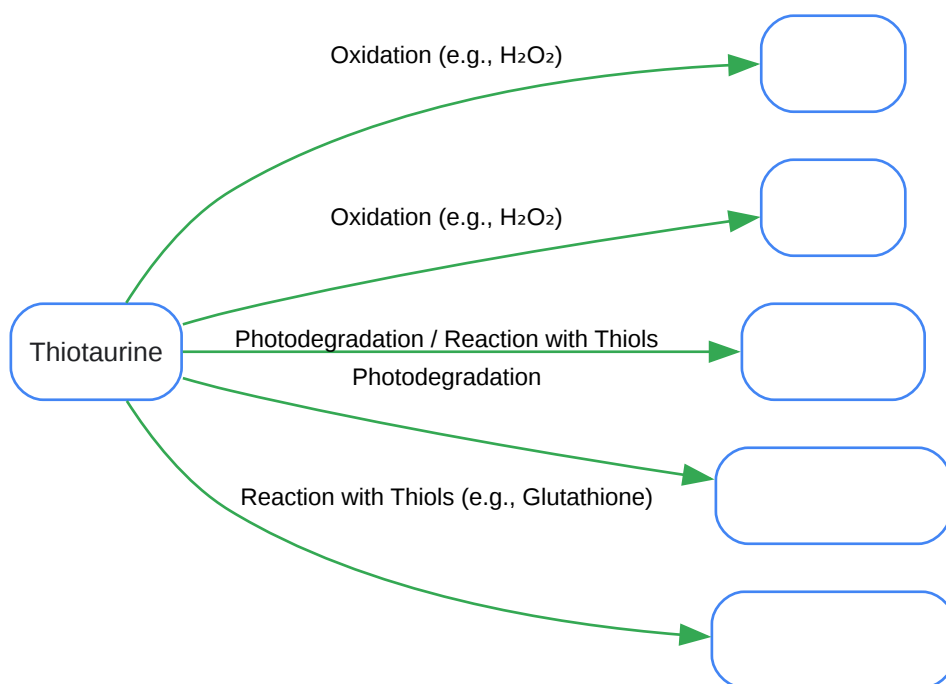 Oxidation (e.g., H₂O₂)
Oxidation (e.g., H₂O₂)
Thiotaurine
Photodegradation / Reaction with Thiols
Photodegradation
Reaction with Thiols (e.g., Glutathione)